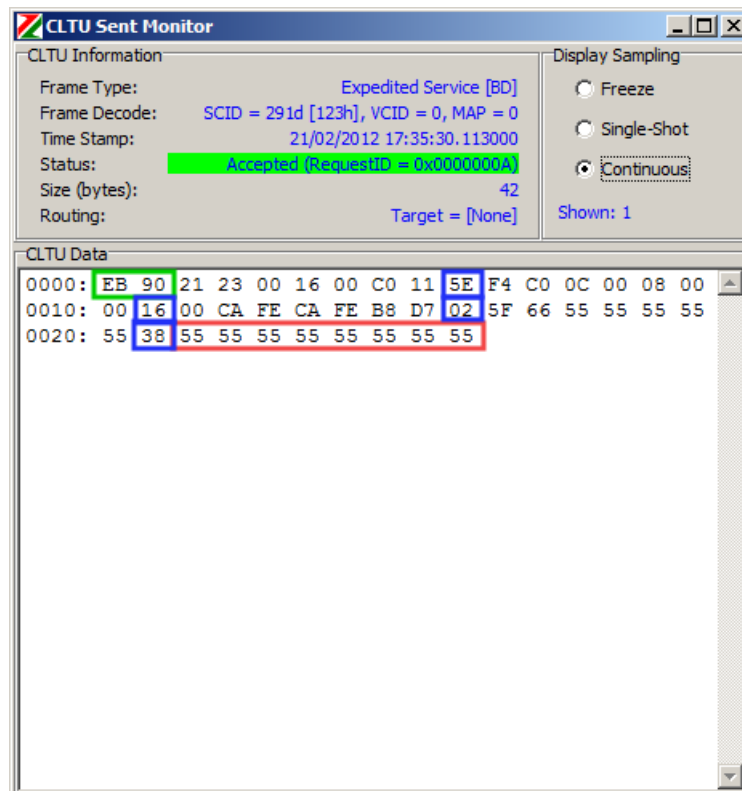 CLTU Sent Monitor
CLTU Information
Frame Type: Expedited Service [BD]
Frame Decode: SCID = 291d [123h], VCID = 0, MAP = 0
Time Stamp: 21/02/2012 17:35:30.113000
Status: Accepted (RequestID = 0x0000000A)
Size (bytes): 42
Routing: Target = [None]
Display Sampling
Freeze
Single-Shot
Continuous
Shown: 1
CLTU Data
0000: EB 90 21 23 00 16 00 C0 11 5E F4 C0 0C 00 08 00
0010: 00 16 00 CA FE CA FE B8 D7 02 5F 66 55 55 55 55
0020: 55 38 55 55 55 55 55 55 55 55